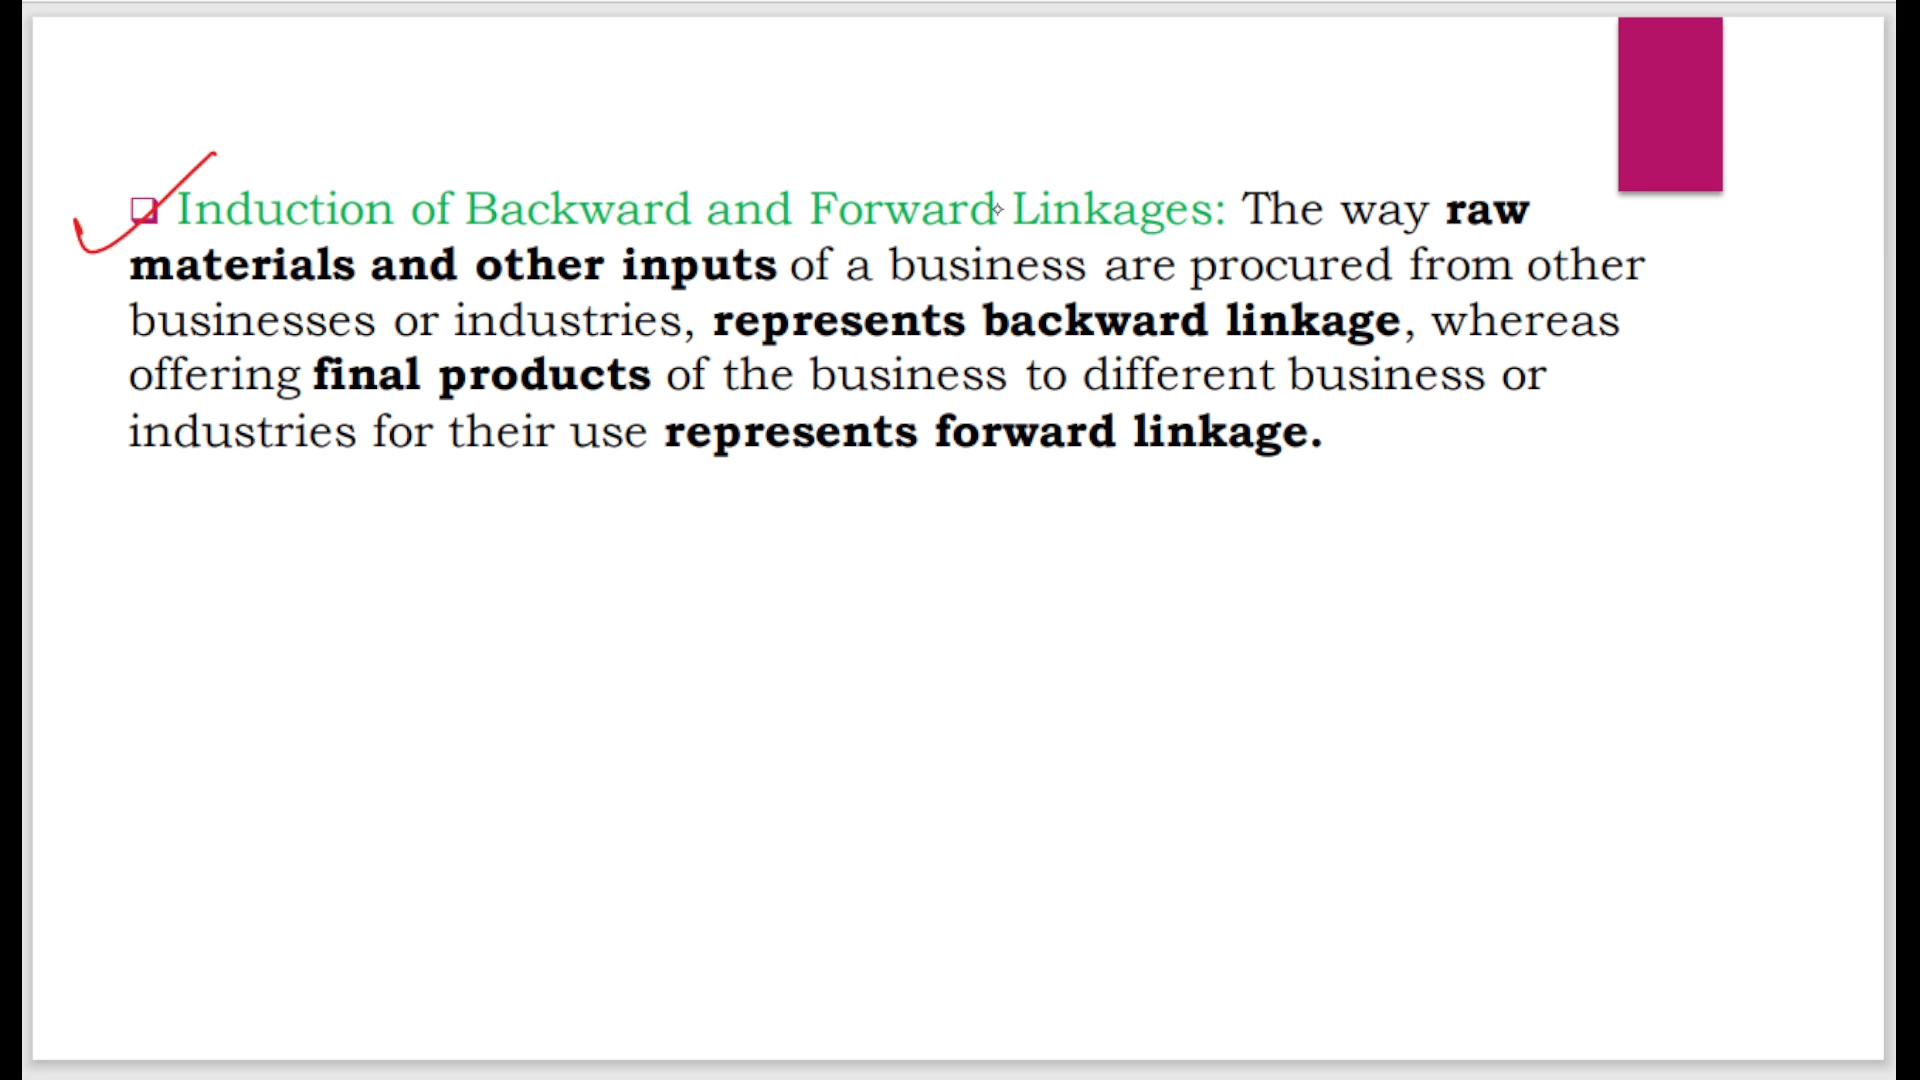 Induction of Backward and Forward Linkages: The way raw
materials and other inputs of a business are procured from other
businesses or industries, represents backward linkage, whereas
offering final products of the business to different business or
industries for their use represents forward linkage.